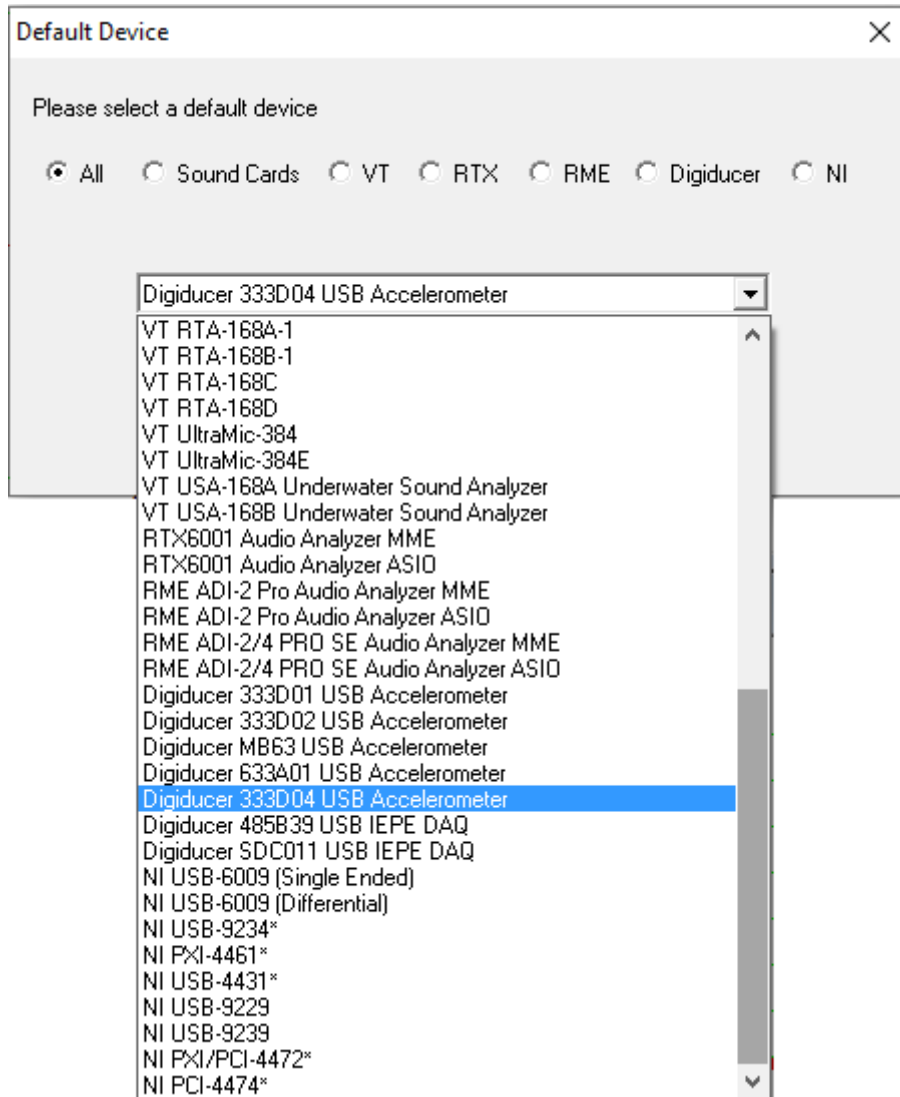 Default Device
Please select a default device
All Sound Cards VT RTX RME Digiducer NI
Digiducer 333D04 USB Accelerometer
VT RTA-168A-1
VT RTA-168B-1
VT RTA-168C
VT RTA-168D
VT UltraMic-384
VT UltraMic-384E
VT USA-168A Underwater Sound Analyzer
VT USA-168B Underwater Sound Analyzer
RTX6001 Audio Analyzer MME
RTX6001 Audio Analyzer ASIO
RME ADI-2 Pro Audio Analyzer MME
RME ADI-2 Pro Audio Analyzer ASIO
RME ADI-2/4 PRO SE Audio Analyzer MME
RME ADI-2/4 PRO SE Audio Analyzer ASIO
Digiducer 333D01 USB Accelerometer
Digiducer 333D02 USB Accelerometer
Digiducer MB63 USB Accelerometer
Digiducer 633A01 USB Accelerometer
Digiducer 333D04 USB Accelerometer
Digiducer 485B39 USB IEPE DAQ
Digiducer SDC011 USB IEPE DAQ
NI USB-6009 (Single Ended)
NI USB-6009 (Differential)
NI USB-9234*
NI PXI-4461*
NI USB-4431*
NI USB-9229
NI USB-9239
NI PXI/PCI-4472*
NI PCI-4474*